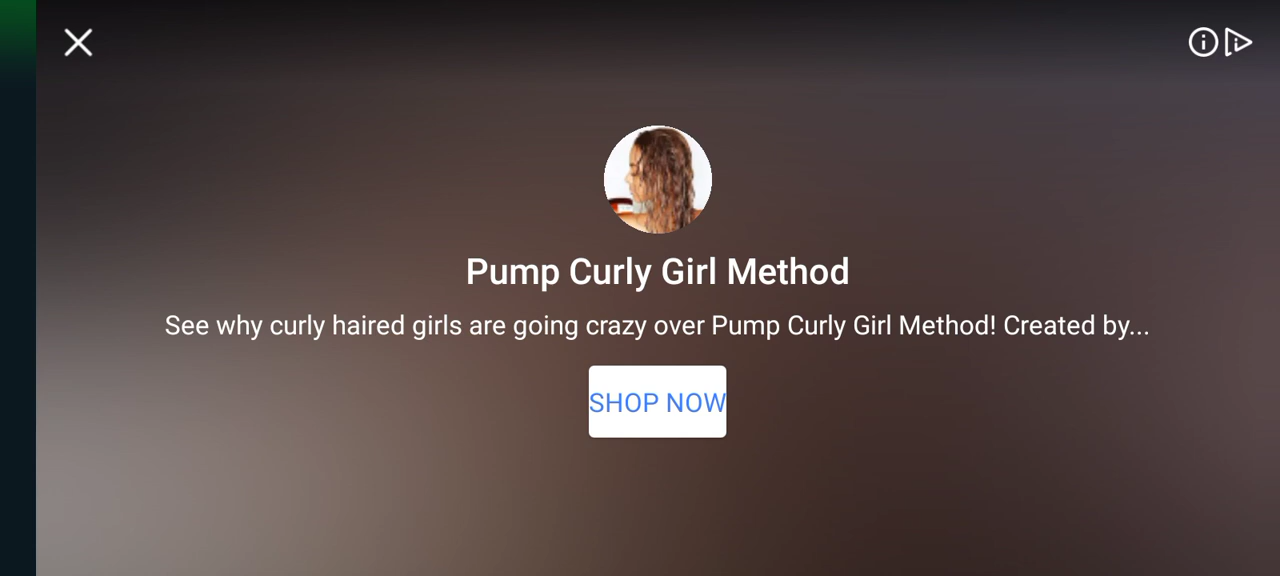 Pump Curly Girl Method
See why curly haired girls are going crazy over Pump Curly Girl Method! Created by...
SHOP NOW